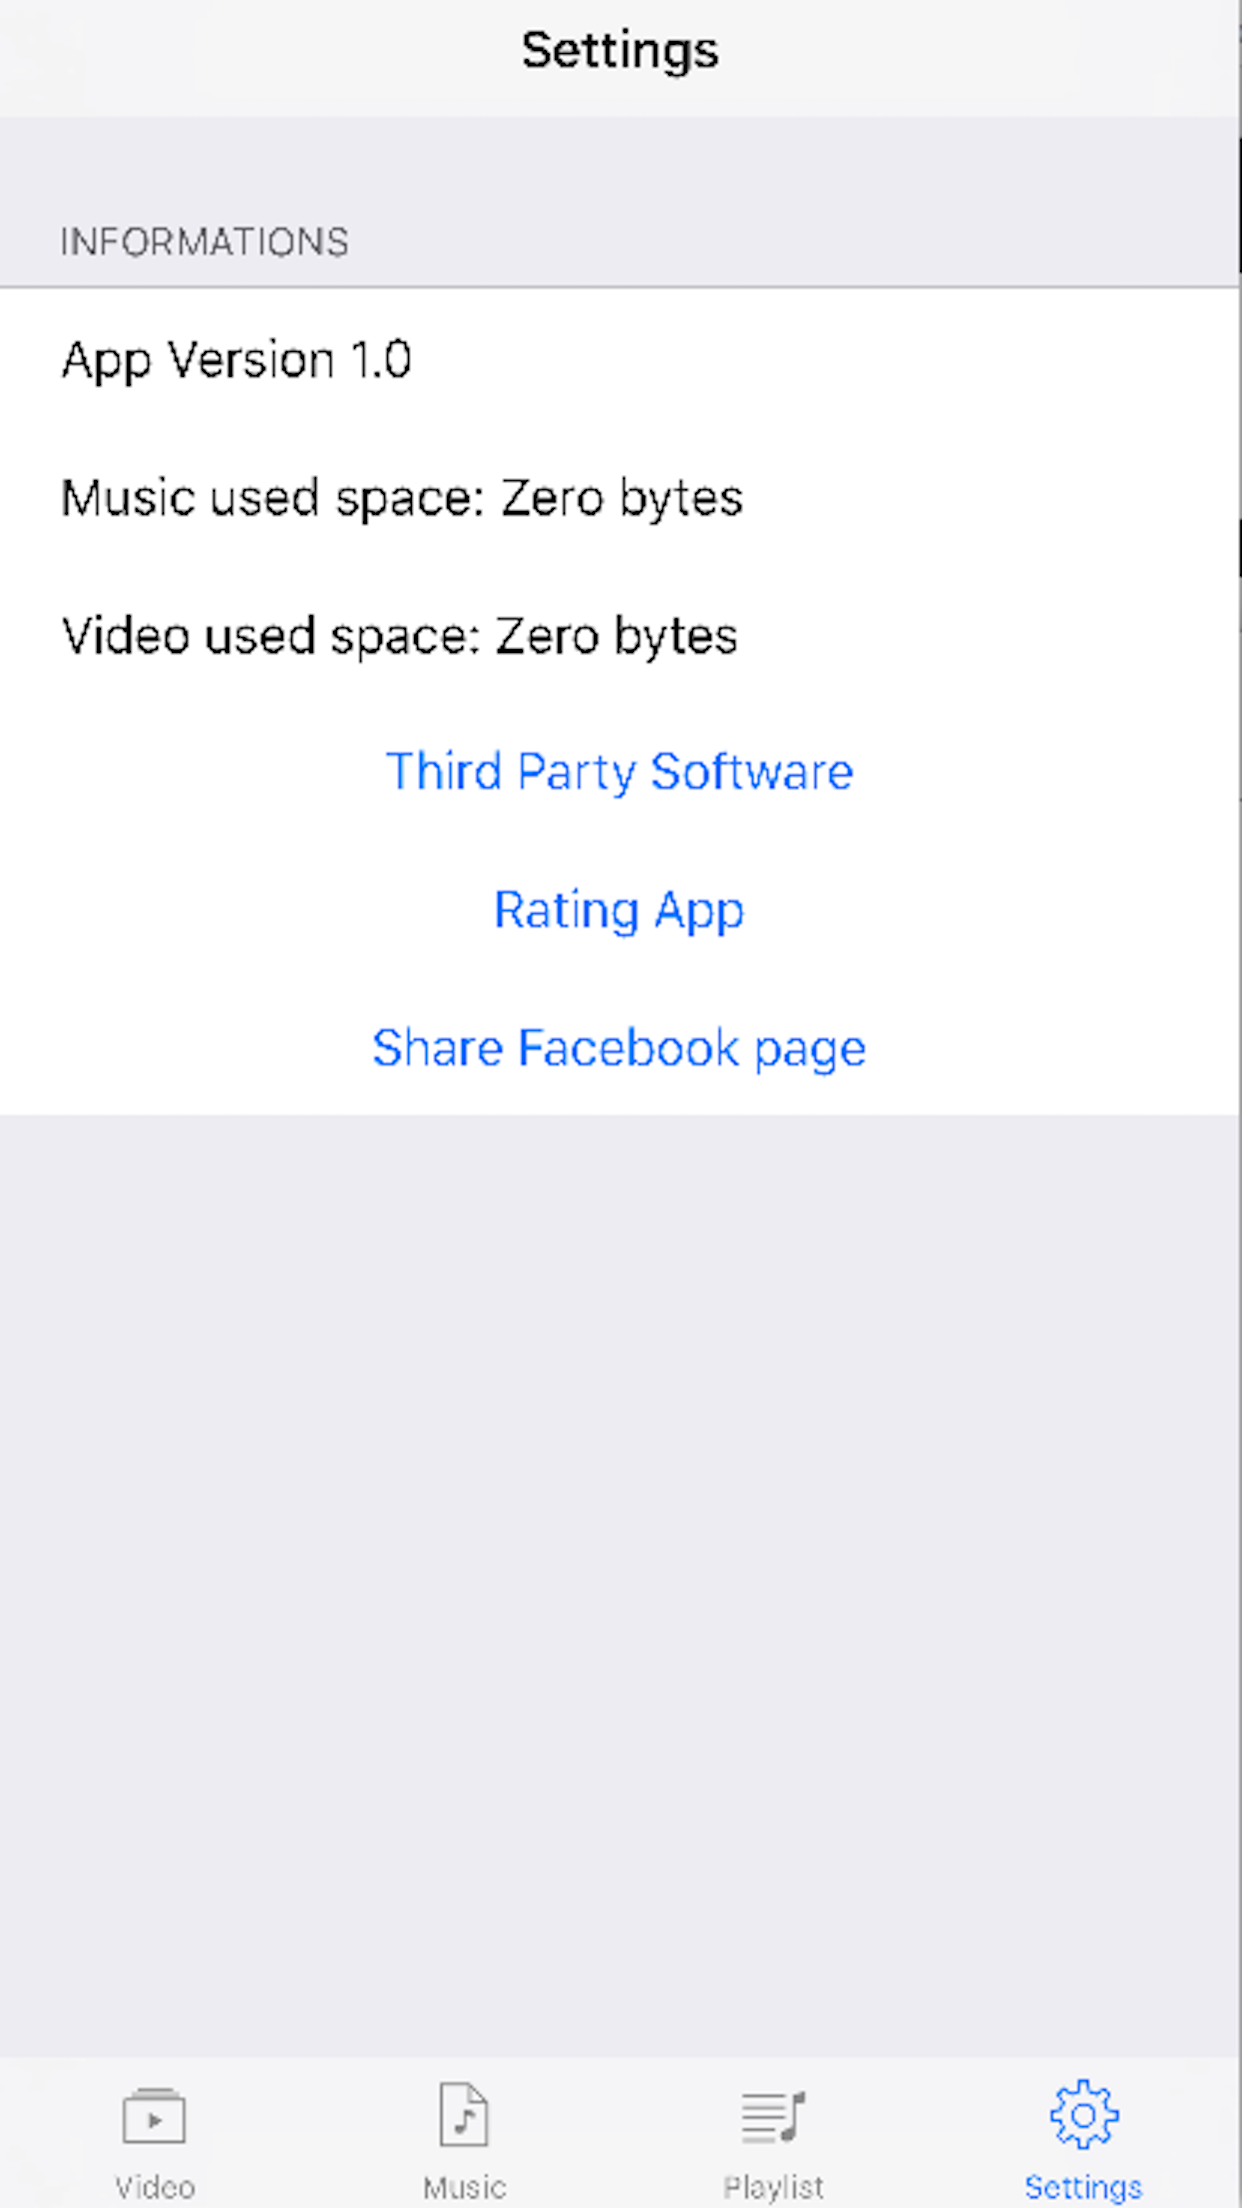 Settings
INFORMATIONS
App Version 1.0
Music used space: Zero bytes
Video used space: Zero bytes
Third Party Software
Rating App
Share Facebook page
Video
Music
Playlist
Settings